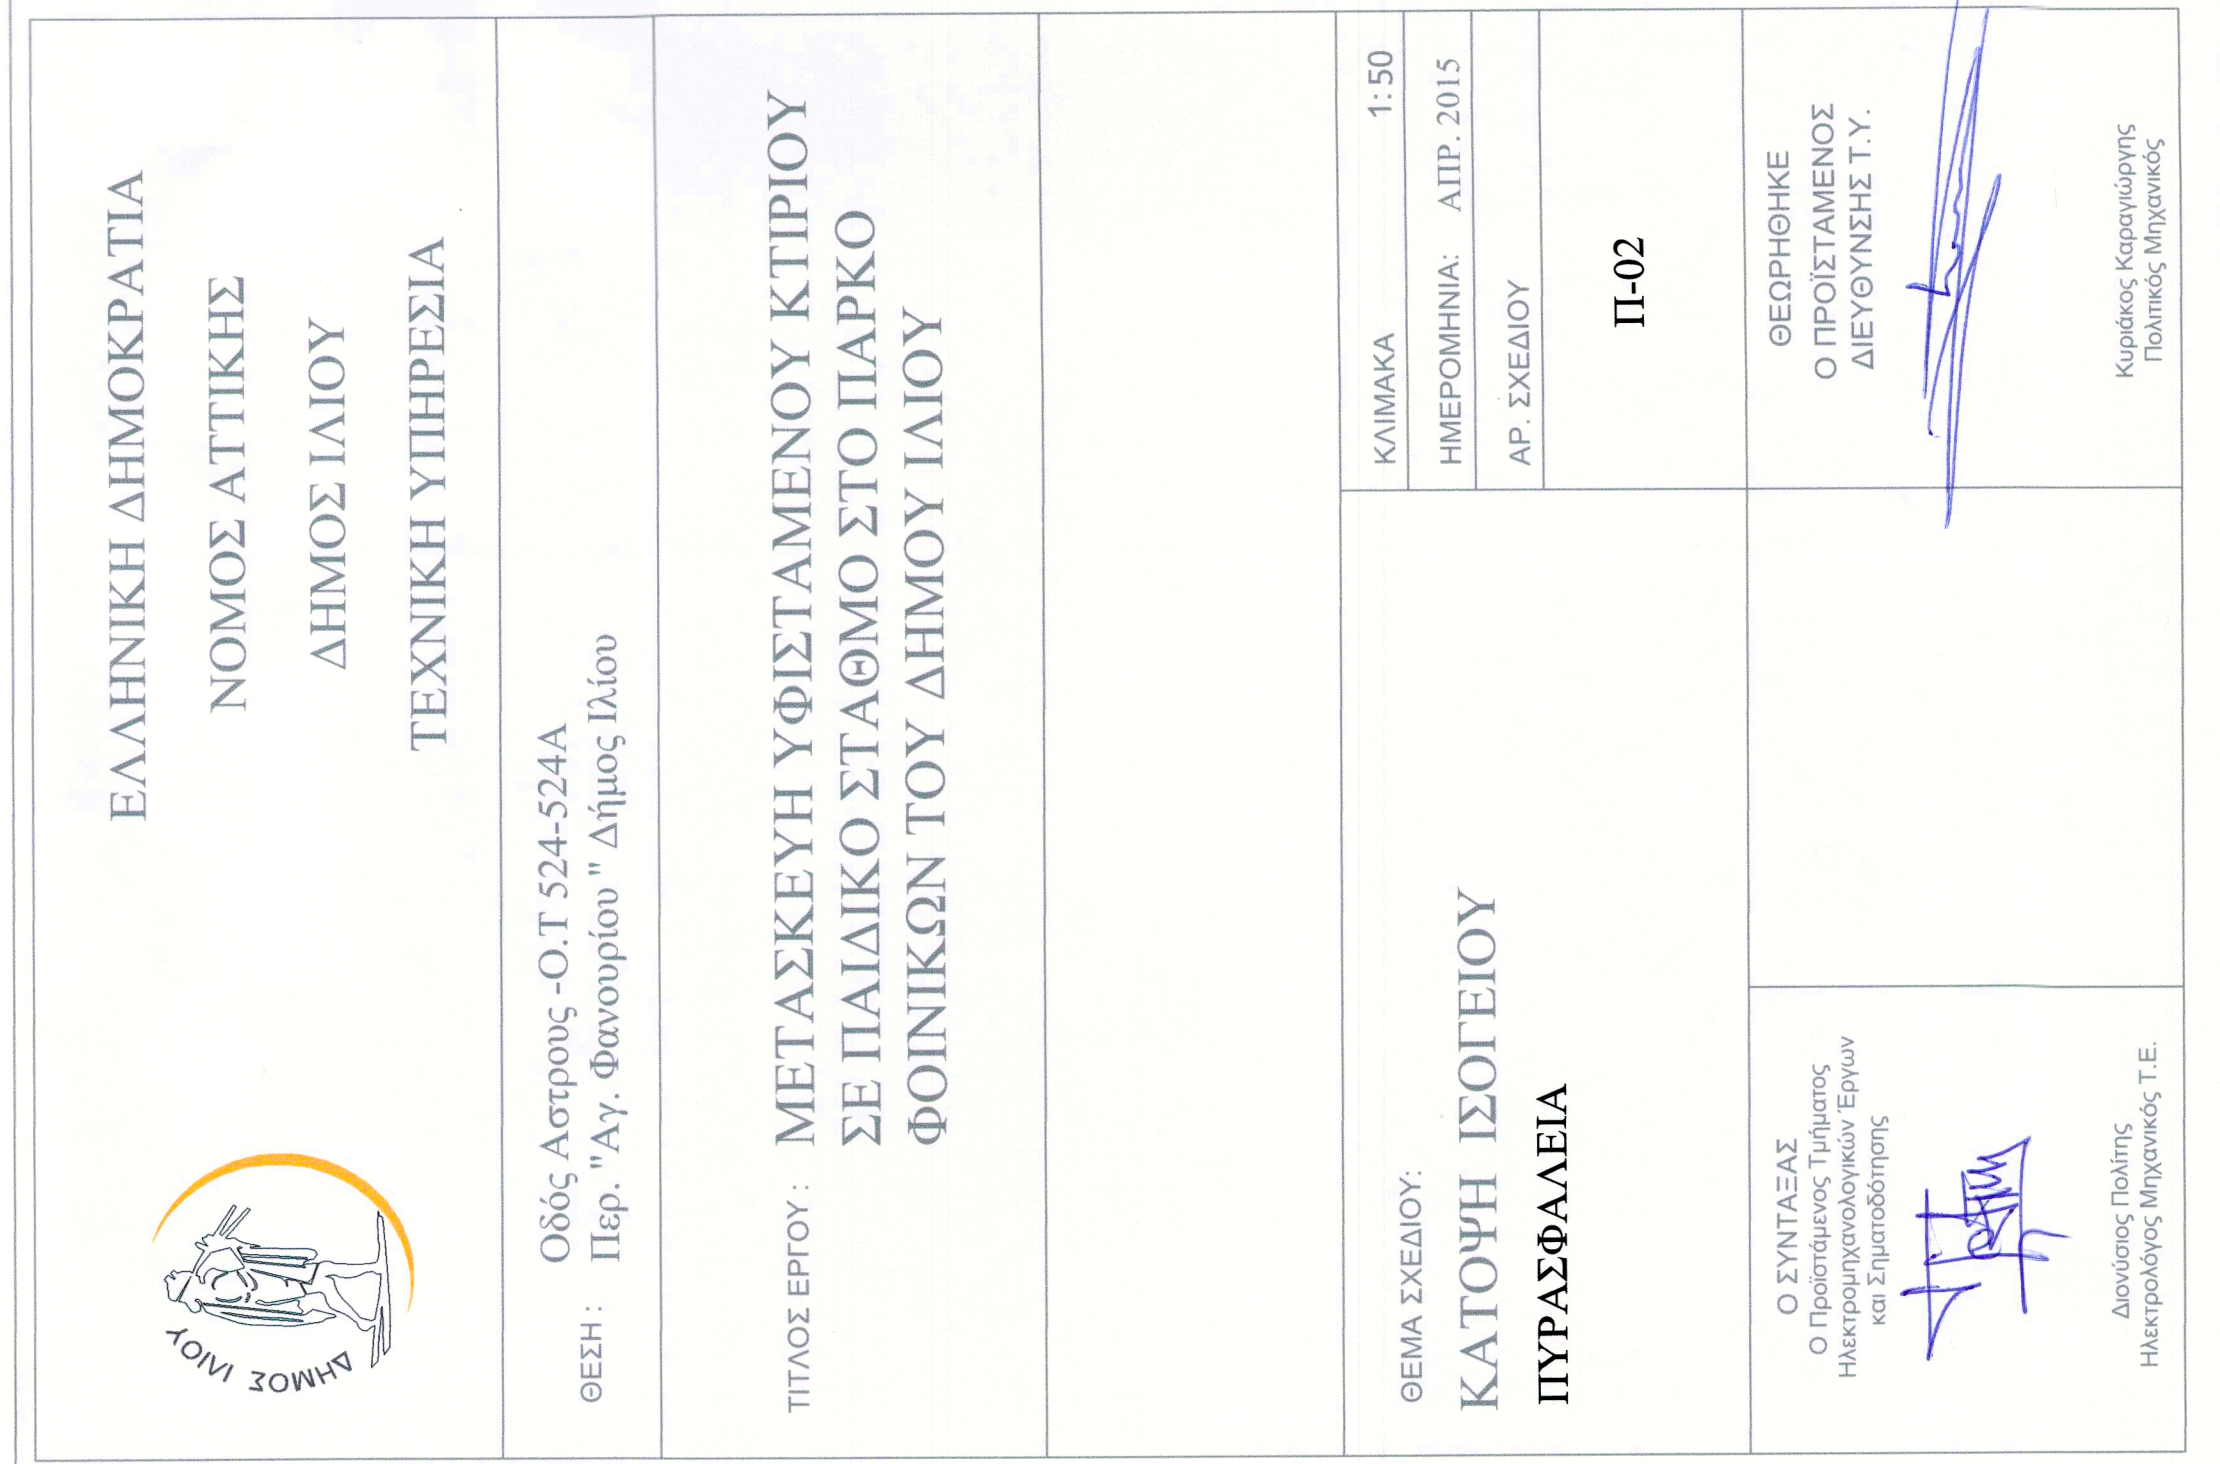 ΕΛΛΗΝΙΚΗ ΔΗΜΟΚΡΑΤΙΑ
ΝΟΜΟΣ ΑΤΤΙΚΗΣ
ΔΗΜΟΣ ΙΛΙΟΥ
ΤΕΧΝΙΚΗ ΥΠΗΡΕΣΙΑ
ΔΗΜΟΣ ΙΛΙΟΥ
ΘΕΣΗ :
Οδός Αστρους -Ο.Τ 524-524Α
Περ. "Αγ. Φανουρίου " Δήμος Ιλίου
ΤΙΤΛΟΣ ΕΡΓΟΥ : ΜΕΤΑΣΚΕΥΗ ΥΦΙΣΤΑΜΕΝΟΥ ΚΤΙΡΙΟΥ
ΣΕ ΠΑΙΔΙΚΟ ΣΤΑΘΜΟ ΣΤΟ ΠΑΡΚΟ
ΦΟΙΝΙΚΩΝ ΤΟΥ ΔΗΜΟΥ ΙΛΙΟΥ
ΘΕΜΑ ΣΧΕΔΙΟΥ:
ΚΑΤΟΨΗ ΙΣΟΓΕΙΟΥ
ΠΥΡΑΣΦΑΛΕΙΑ
ΚΛΙΜΑΚΑ 1:50
ΗΜΕΡΟΜΗΝΙΑ: ΑΠΡ. 2015
ΑΡ. ΣΧΕΔΙΟΥ
Π-02
Ο ΣΥΝΤΑΞΑΣ
Ο Προϊστάμενος Τμήματος
Ηλεκτρομηχανολογικών Έργων
και Σηματοδότησης
Διονύσιος Πολίτης
Ηλεκτρολόγος Μηχανικός Τ.Ε.
ΘΕΩΡΗΘΗΚΕ
Ο ΠΡΟΪΣΤΑΜΕΝΟΣ
ΔΙΕΥΘΥΝΣΗΣ Τ.Υ.
Κυριάκος Καραγιώργης
Πολιτικός Μηχανικός